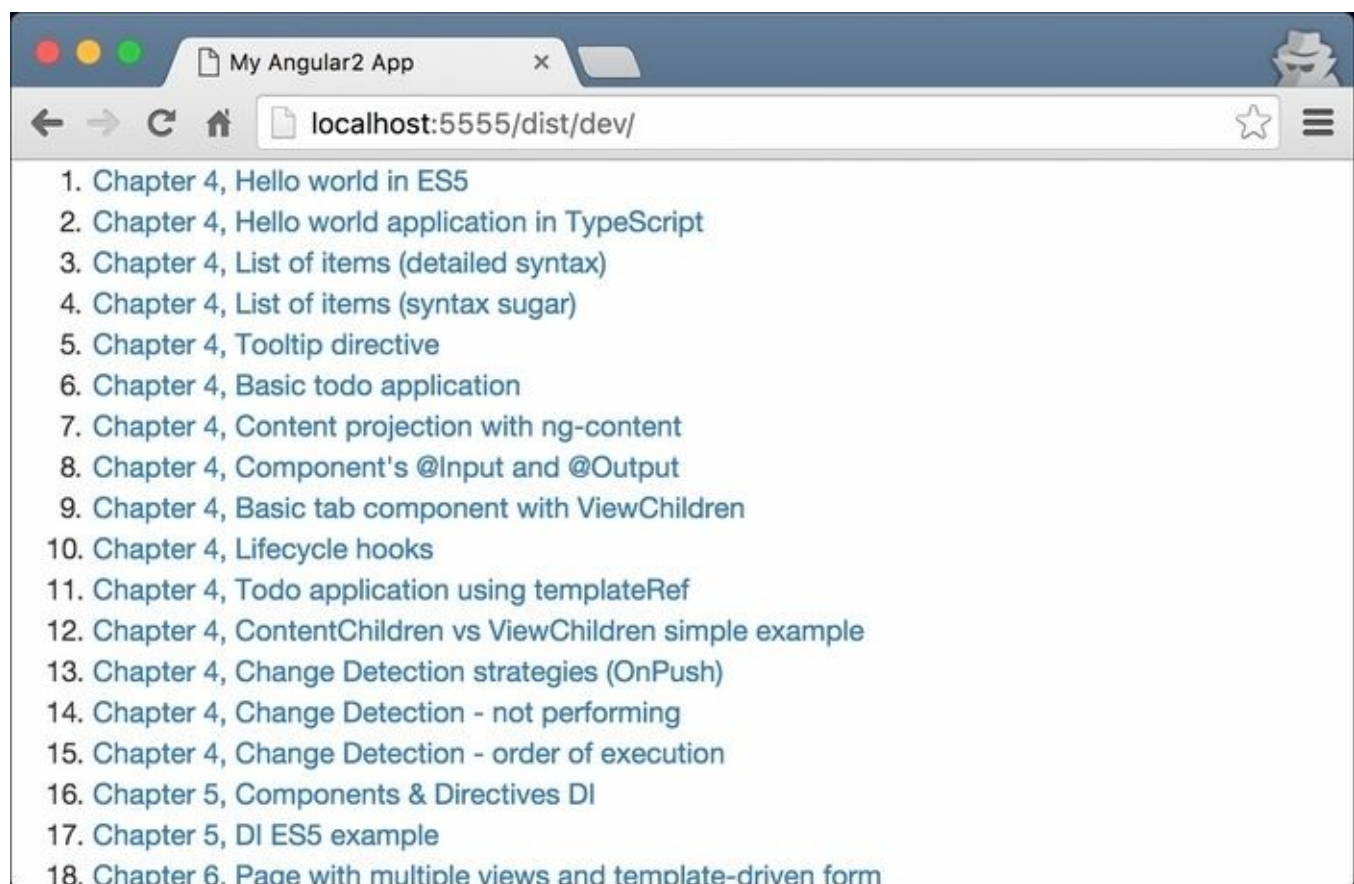 My Angular2 App
localhost:5555/dist/dev/
1. Chapter 4, Hello world in ES5
2. Chapter 4, Hello world application in TypeScript
3. Chapter 4, List of items (detailed syntax)
4. Chapter 4, List of items (syntax sugar)
5. Chapter 4, Tooltip directive
6. Chapter 4, Basic todo application
7. Chapter 4, Content projection with ng-content
8. Chapter 4, Component's @Input and @Output
9. Chapter 4, Basic tab component with ViewChildren
10. Chapter 4, Lifecycle hooks
11. Chapter 4, Todo application using templateRef
12. Chapter 4, ContentChildren vs ViewChildren simple example
13. Chapter 4, Change Detection strategies (OnPush)
14. Chapter 4, Change Detection - not performing
15. Chapter 4, Change Detection - order of execution
16. Chapter 5, Components & Directives DI
17. Chapter 5, DI ES5 example
18. Chapter 6, Page with multiple views and template-driven form